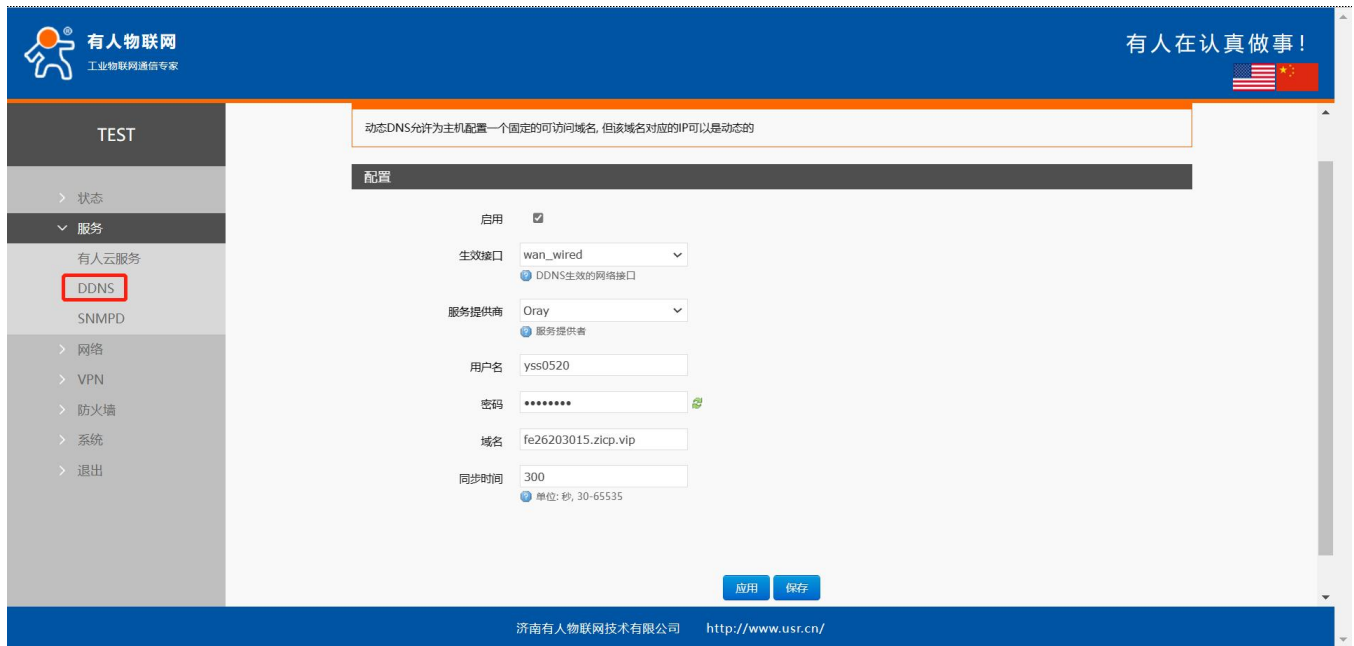 有人物联网
工业物联网通信专家
有人在认真做事!
TEST
状态
服务
有人云服务
DDNS
SNMPD
网络
VPN
防火墙
系统
退出
动态DNS允许为主机配置一个固定的可访问域名, 但该域名对应的IP可以是动态的
配置
启用
生效接口 wan_wired
DDNS生效的网络接口
服务提供商 Oray
服务提供者
用户名 yss0520
密码 ••••••••
域名 fe26203015.zicp.vip
同步时间 300
单位: 秒, 30-65535
应用 保存
济南有人物联网技术有限公司 http://www.usr.cn/